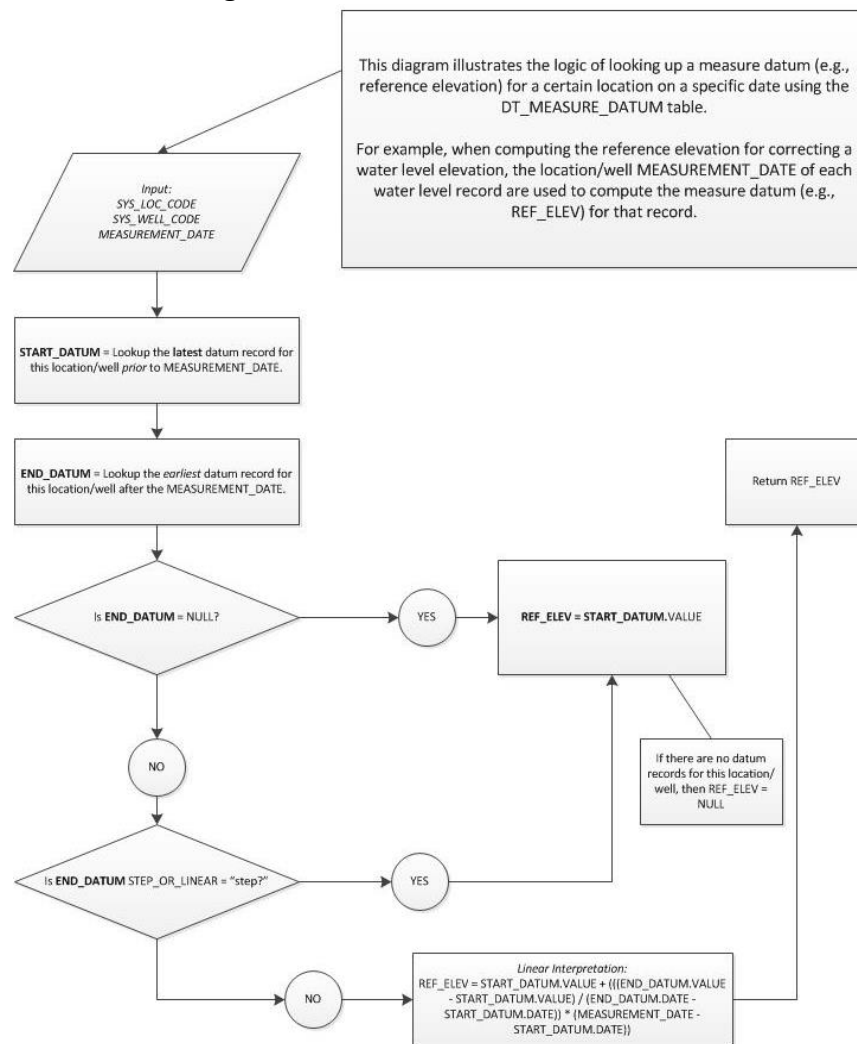 This diagram illustrates the logic of looking up a measure datum (e.g.,
reference elevation) for a certain location on a specific date using the
DT_MEASURE_DATUM table.
For example, when computing the reference elevation for correcting a
water level elevation, the location/well MEASUREMENT_DATE of each
water level record are used to compute the measure datum (e.g.,
REF_ELEV) for that record.
Input:
SYS_LOC_CODE
SYS_WELL_CODE
MEASUREMENT_DATE
START_DATUM = Lookup the latest datum record for
this location/well prior to MEASUREMENT_DATE.
END_DATUM = Lookup the earliest datum record for
this location/well after the MEASUREMENT_DATE.
Return REF_ELEV
Is END_DATUM = NULL?
YES
REF_ELEV = START_DATUM.VALUE
NO
If there are no datum
records for this location/
well, then REF_ELEV =
NULL
Is END_DATUM STEP_OR_LINEAR = “step?”
YES
NO
Linear Interpretation:
REF_ELEV = START_DATUM.VALUE + (((END_DATUM.VALUE
- START_DATUM.VALUE) / (END_DATUM.DATE -
START_DATUM.DATE)) * (MEASUREMENT_DATE -
START_DATUM.DATE))